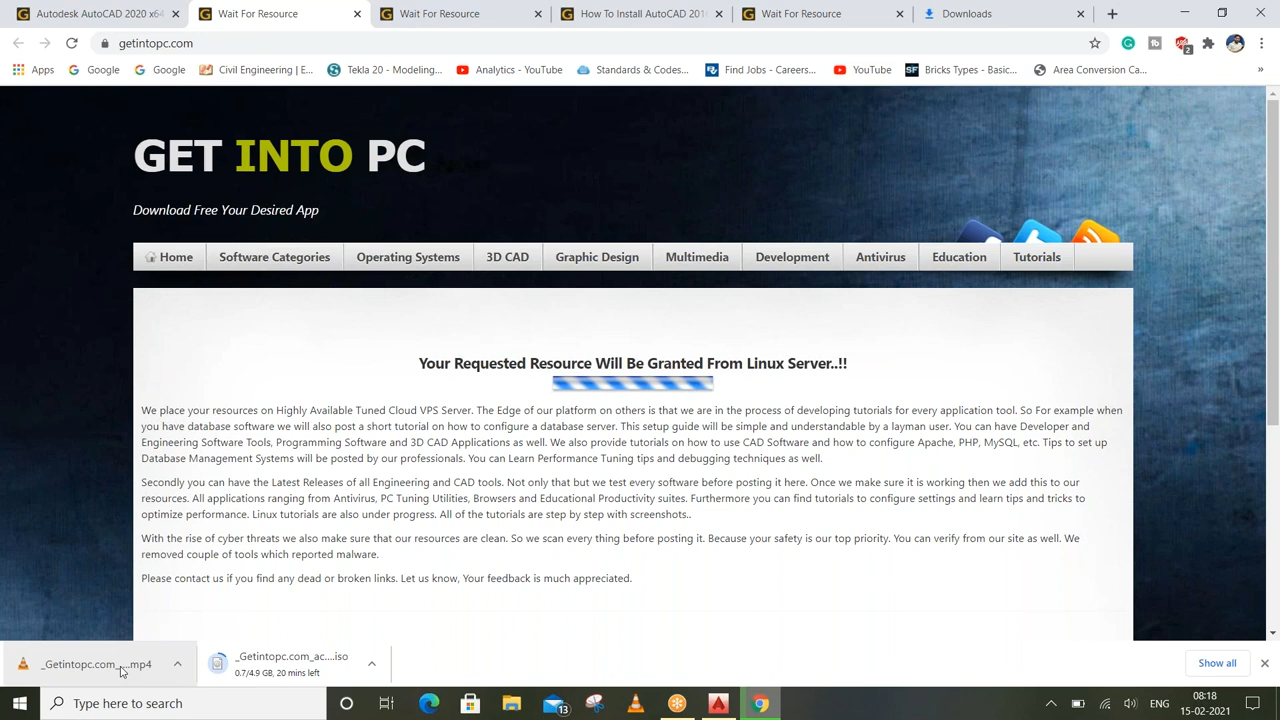 Autodesk AutoCAD 2020 x64
Wait For Resource
Wait For Resource
How To Install AutoCAD 201
Wait For Resource
Downloads
getintopc.com
2
Apps
Google
Google
Civil Engineering | E...
Tekla 20 - Modeling...
Analytics - YouTube
Standards & Codes...
Find Jobs - Careers...
YouTube
Bricks Types - Basic...
Area Conversion Ca...
»
GET INTO PC
Download Free Your Desired App
Home
Software Categories
Operating Systems
3D CAD
Graphic Design
Multimedia
Development
Antivirus
Education
Tutorials
Your Requested Resource Will Be Granted From Linux Server..!!
We place your resources on Highly Available Tuned Cloud VPS Server. The Edge of our platform on others is that we are in the process of developing tutorials for every application tool. So For example when
you have database software we will also post a short tutorial on how to configure a database server. This setup guide will be simple and understandable by a layman user. You can have Developer and
Engineering Software Tools, Programming Software and 3D CAD Applications as well. We also provide tutorials on how to use CAD Software and how to configure Apache, PHP, MySQL, etc. Tips to set up
Database Management Systems will be posted by our professionals. You can Learn Performance Tuning tips and debugging techniques as well.
Secondly you can have the Latest Releases of all Engineering and CAD tools. Not only that but we test every software before posting it here. Once we make sure it is working then we add this to our
resources. All applications ranging from Antivirus, PC Tuning Utilities, Browsers and Educational Productivity suites. Furthermore you can find tutorials to configure settings and learn tips and tricks to
optimize performance. Linux tutorials are also under progress. All of the tutorials are step by step with screenshots..
With the rise of cyber threats we also make sure that our resources are clean. So we scan every thing before posting it. Because your safety is our top priority. You can verify from our site as well. We
removed couple of tools which reported malware.
Please contact us if you find any dead or broken links. Let us know, Your feedback is much appreciated.
_Getintopc.com_....mp4
_Getintopc.com_ac....iso
0.7/4.9 GB, 20 mins left
Show all
Type here to search
13
ENG
08:18
15-02-2021